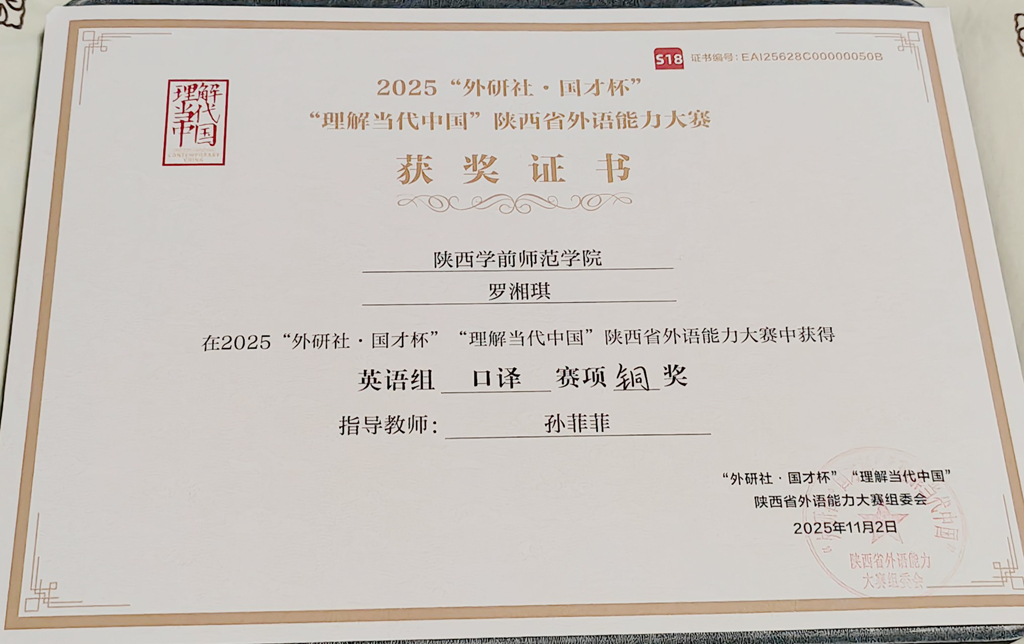 S18 证书编号：EAI25628C00000050B
理解
当代
中国
CONTEMPORARY
CHINA
2025“外研社·国才杯”
“理解当代中国”陕西省外语能力大赛
获奖证书
陕西学前师范学院
罗湘琪
在2025“外研社·国才杯”“理解当代中国”陕西省外语能力大赛中获得
英语组 口译 赛项 铜 奖
指导教师： 孙菲菲
“外研社·国才杯”“理解当代中国”
陕西省外语能力大赛组委会
2025年11月2日
陕西省外语能力
大赛组委会